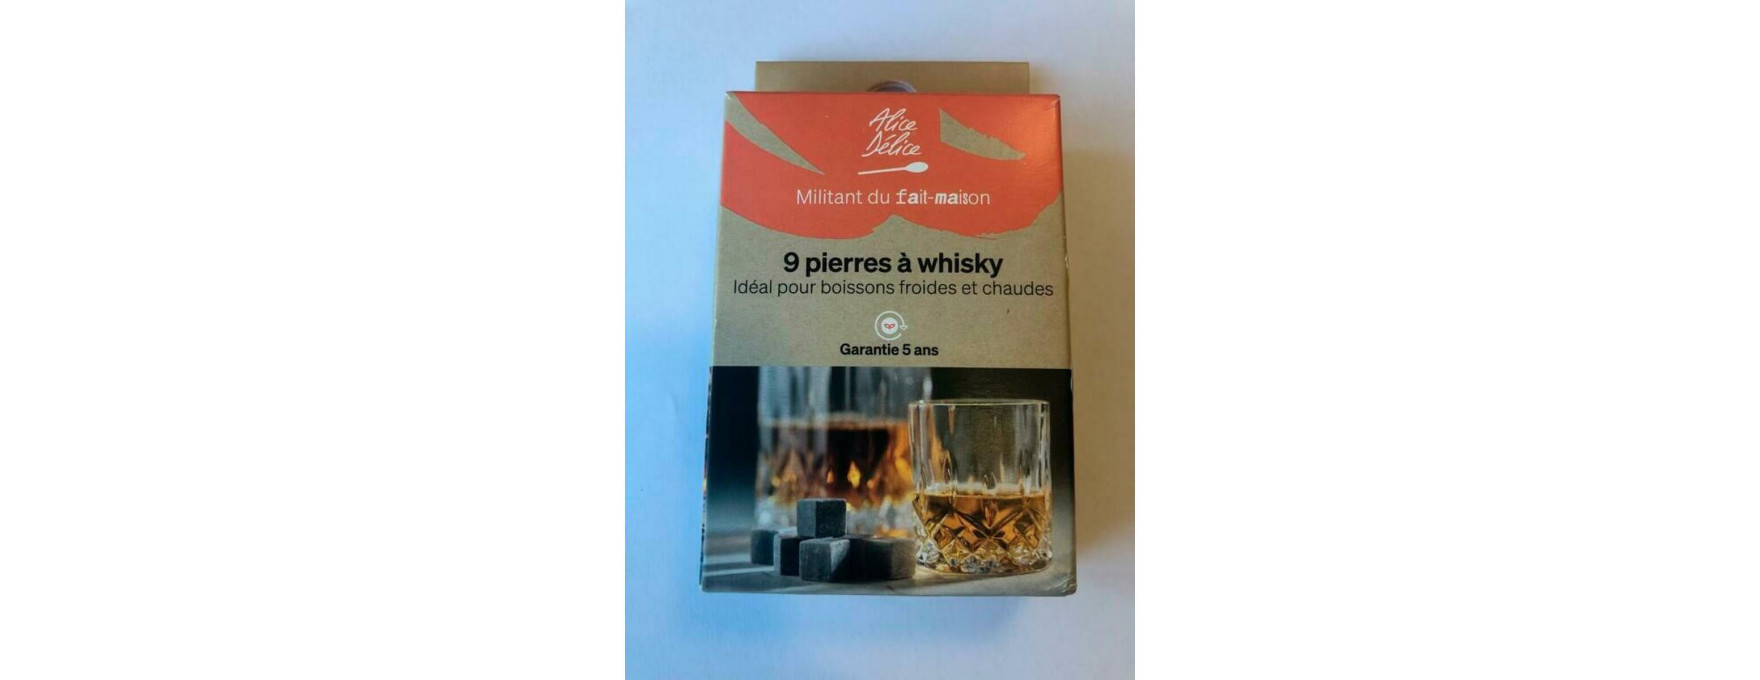 Alice
Délice
Militant du fait-maison
9 pierres à whisky
Idéal pour boissons froides et chaudes
Garantie 5 ans